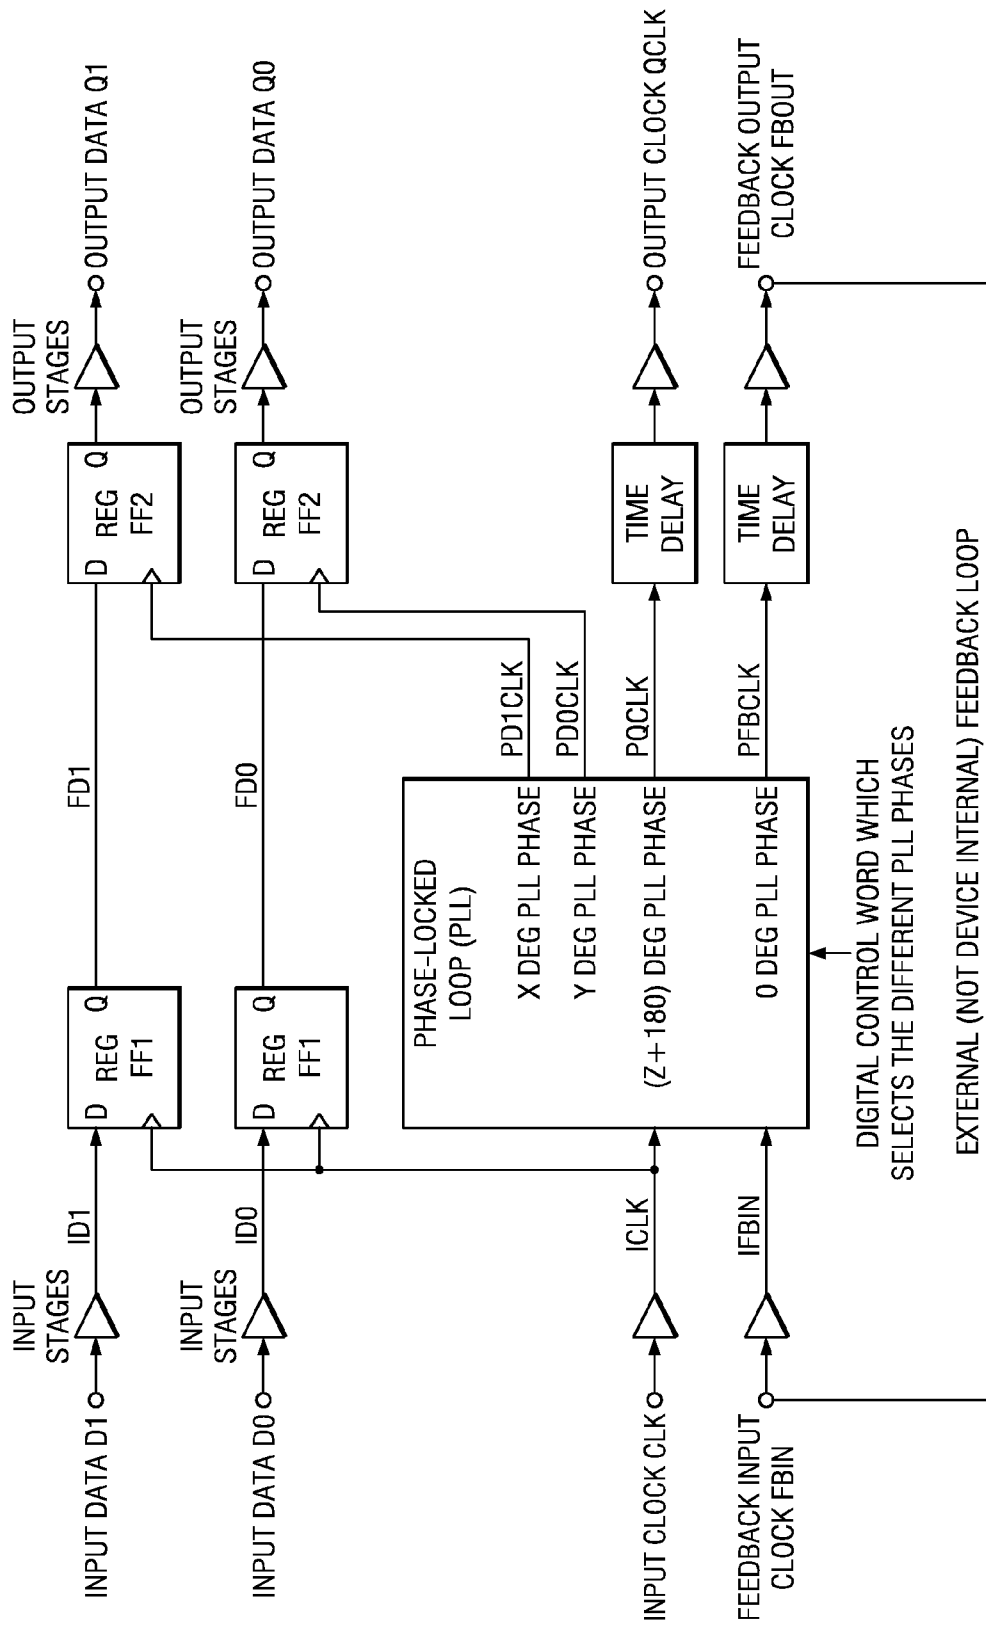 INPUT DATA D1
INPUT
STAGES
ID1
D
REG
FF1
Q
FD1
D
REG
FF2
Q
OUTPUT
STAGES
OUTPUT DATA Q1
INPUT DATA D0
INPUT
STAGES
ID0
D
REG
FF1
Q
FD0
D
REG
FF2
Q
OUTPUT
STAGES
OUTPUT DATA Q0
PHASE-LOCKED
LOOP (PLL)
X DEG PLL PHASE
PD1CLK
Y DEG PLL PHASE
PD0CLK
INPUT CLOCK CLK
ICLK
(Z+180) DEG PLL PHASE
PQCLK
TIME
DELAY
OUTPUT CLOCK QCLK
FEEDBACK INPUT
CLOCK FBIN
IFBIN
0 DEG PLL PHASE
PFBCLK
TIME
DELAY
FEEDBACK OUTPUT
CLOCK FBOUT
DIGITAL CONTROL WORD WHICH
SELECTS THE DIFFERENT PLL PHASES
EXTERNAL (NOT DEVICE INTERNAL) FEEDBACK LOOP